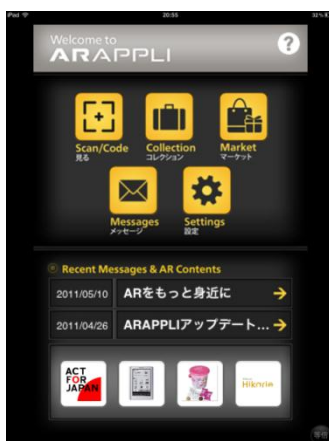 iPad
20:55
32%
Welcome to
ARAPPLI
?
Scan/Code
見る
Collection
コレクション
Market
マーケット
Messages
メッセージ
Settings
設定
Recent Messages & AR Contents
2011/05/10 ARをもっと身近に
2011/04/26 ARAPPLIアップデート...
ACT
FOR
JAPAN
Hikarie